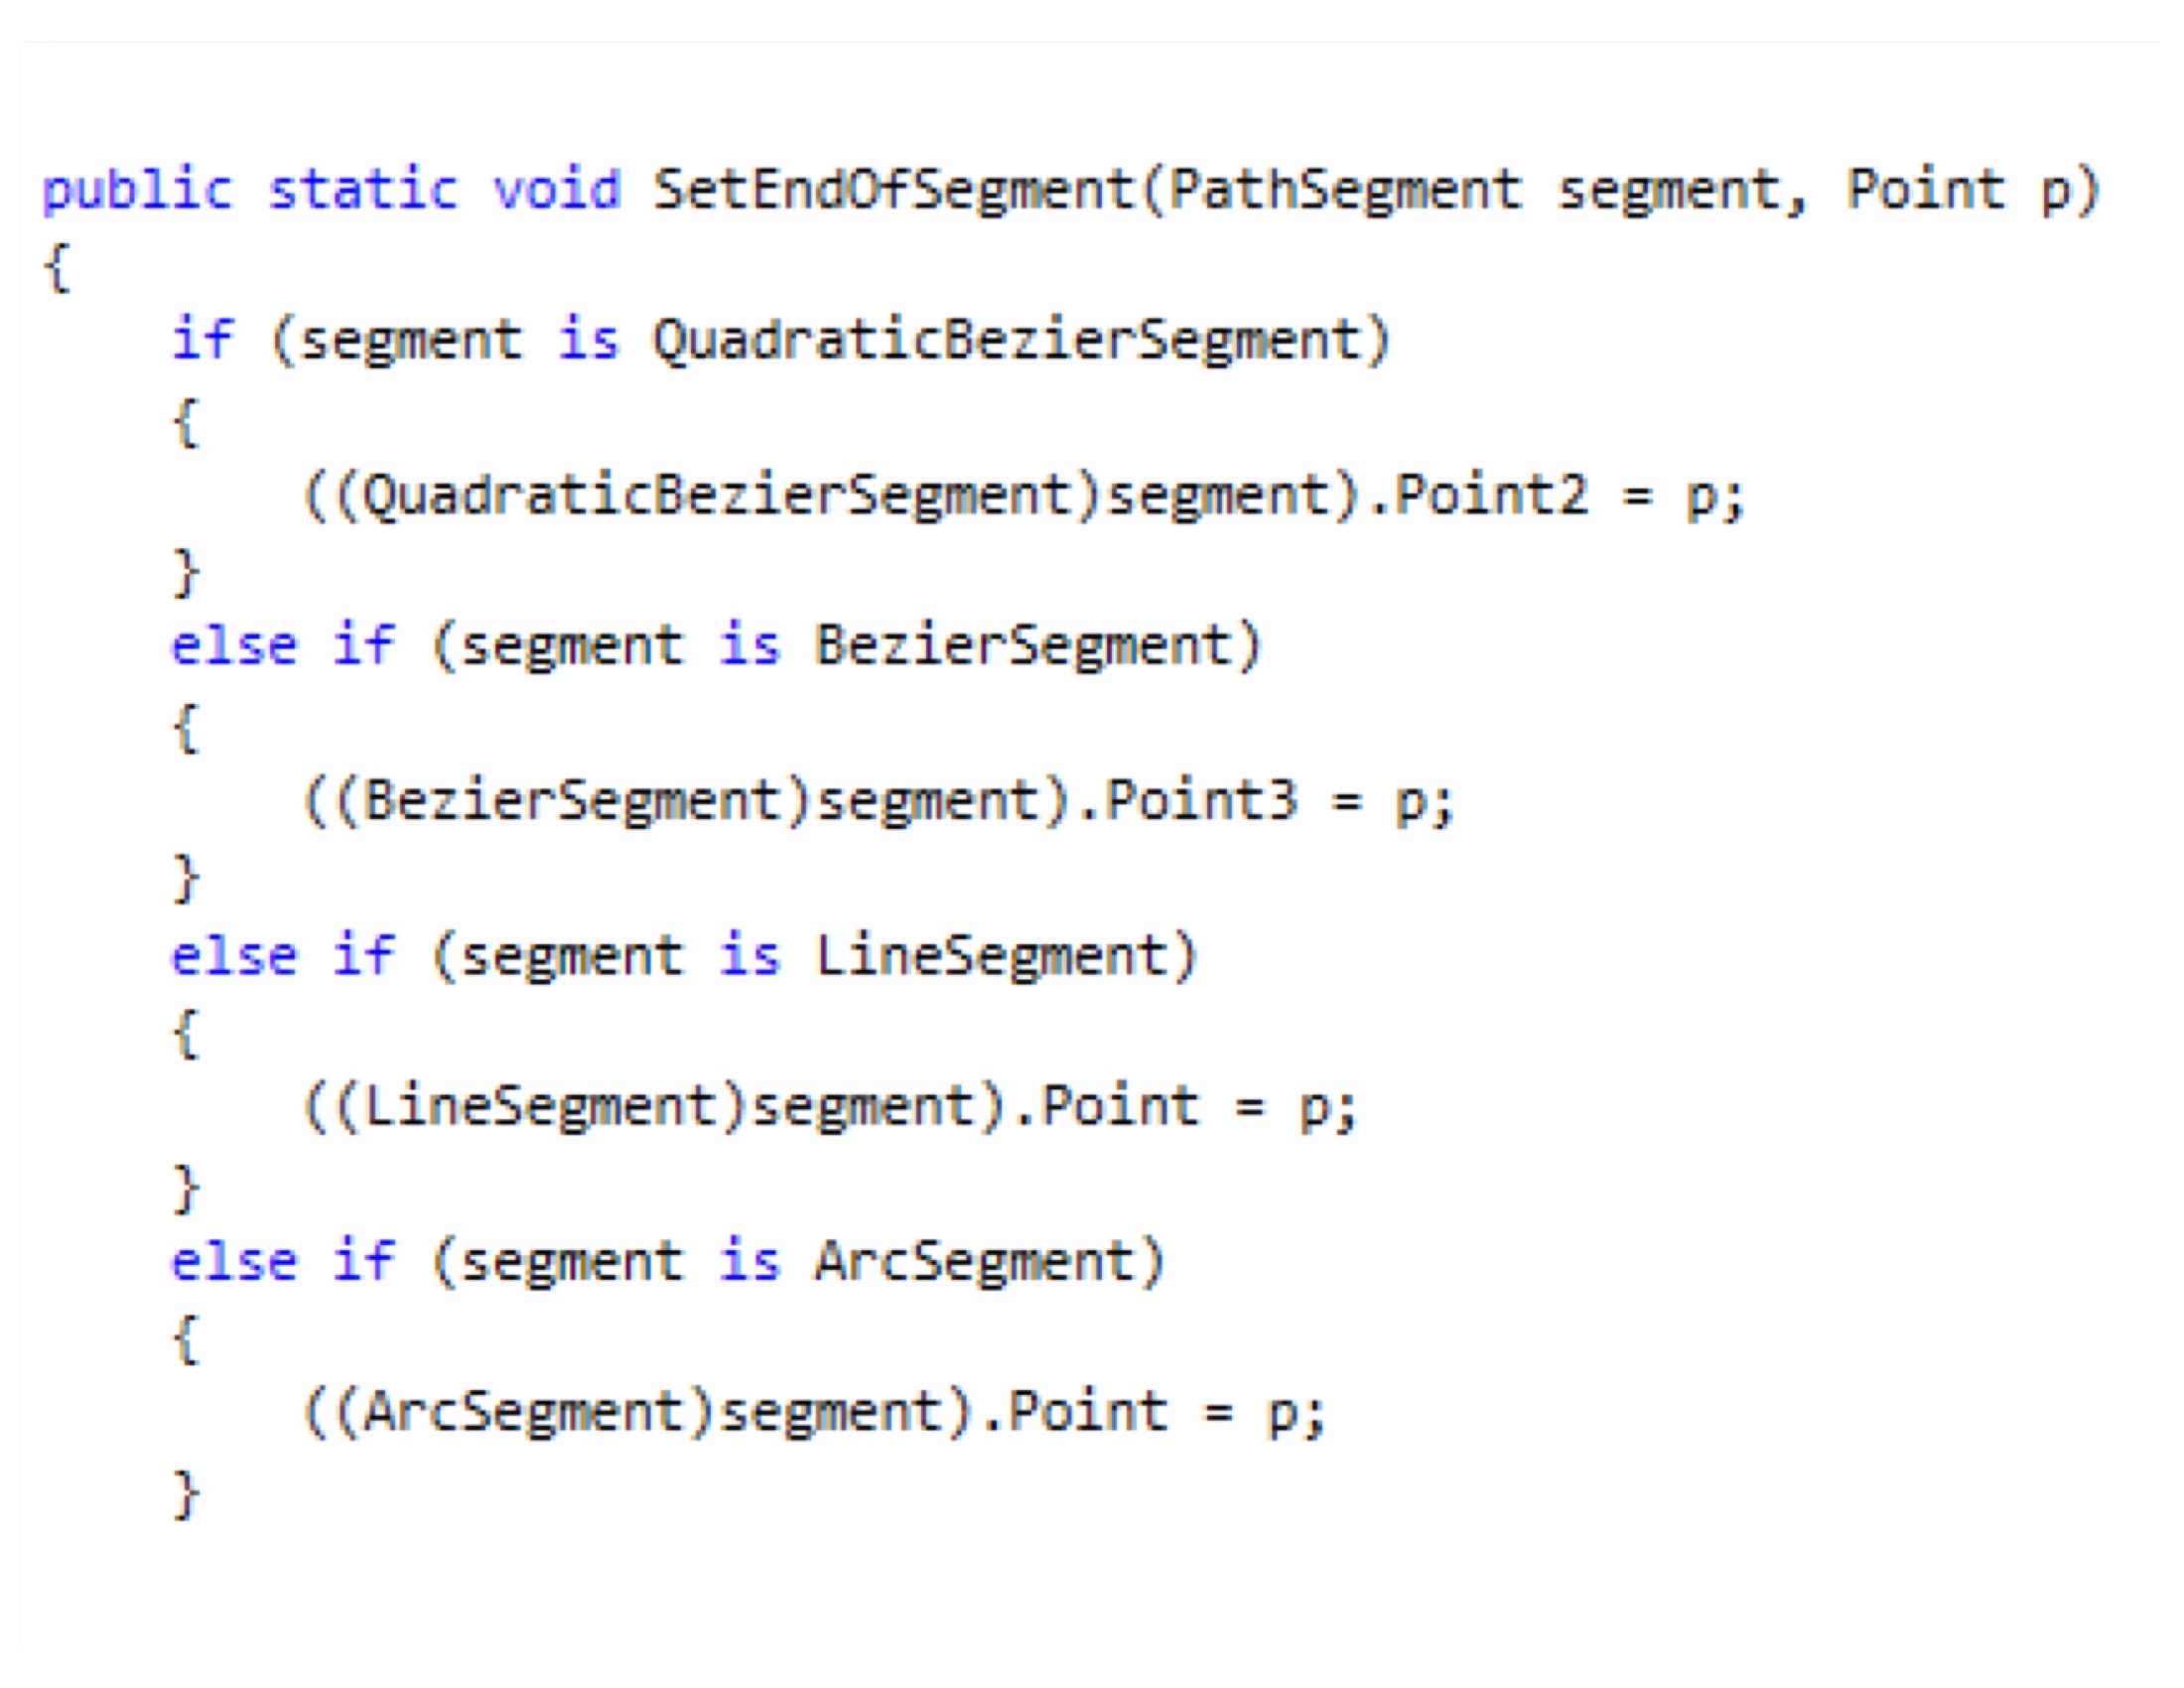 public static void SetEndOfSegment(PathSegment segment, Point p)
{
    if (segment is QuadraticBezierSegment)
    {
        ((QuadraticBezierSegment)segment).Point2 = p;
    }
    else if (segment is BezierSegment)
    {
        ((BezierSegment)segment).Point3 = p;
    }
    else if (segment is LineSegment)
    {
        ((LineSegment)segment).Point = p;
    }
    else if (segment is ArcSegment)
    {
        ((ArcSegment)segment).Point = p;
    }